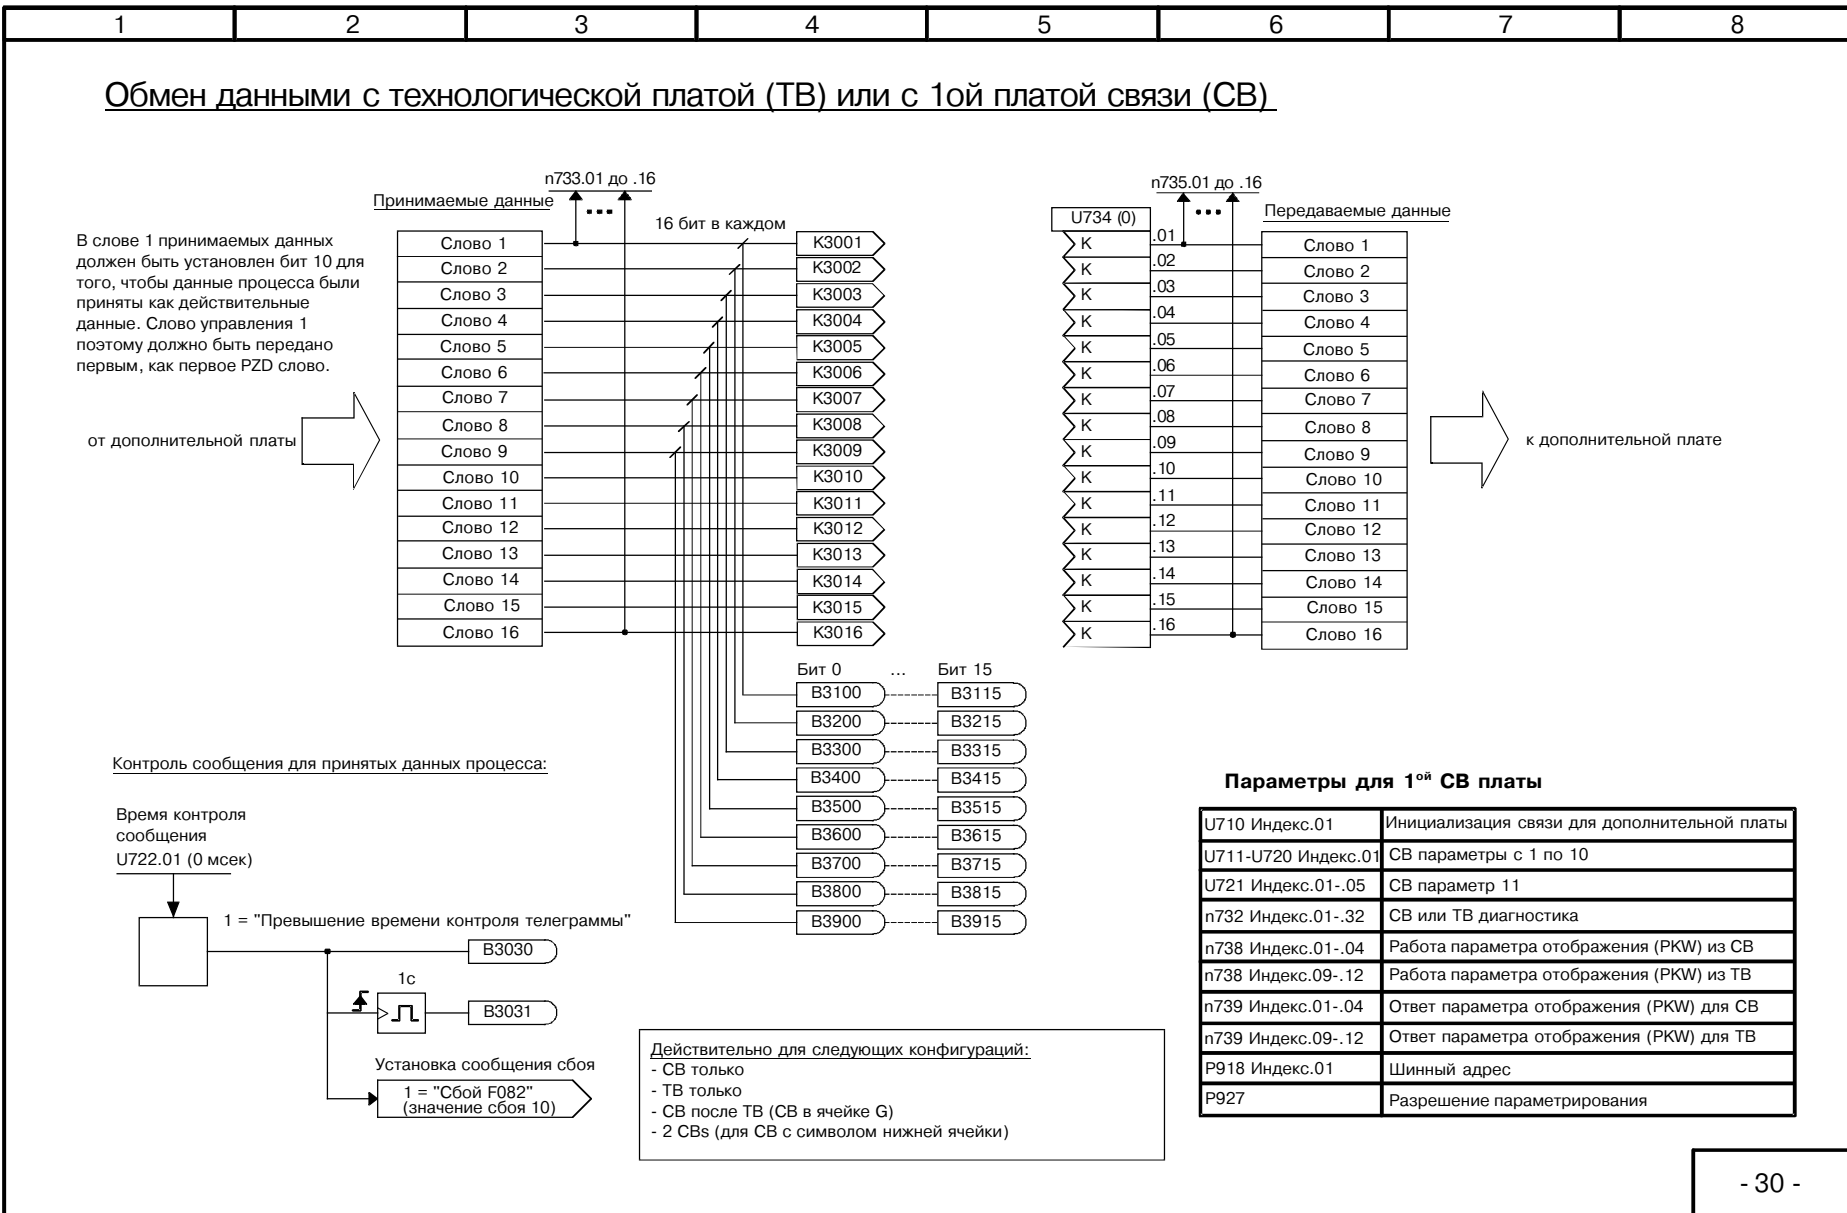 1 2 3 4 5 6 7 8
Обмен данными с технологической платой (ТВ) или с 1ой платой связи (СВ)
В слове 1 принимаемых данных
должен быть установлен бит 10 для
того, чтобы данные процесса были
приняты как действительные
данные. Слово управления 1
поэтому должно быть передано
первым, как первое PZD слово.
от дополнительной платы
n733.01 до .16
Принимаемые данные
16 бит в каждом
Слово 1 K3001
Слово 2 K3002
Слово 3 K3003
Слово 4 K3004
Слово 5 K3005
Слово 6 K3006
Слово 7 K3007
Слово 8 K3008
Слово 9 K3009
Слово 10 K3010
Слово 11 K3011
Слово 12 K3012
Слово 13 K3013
Слово 14 K3014
Слово 15 K3015
Слово 16 K3016
Бит 0 ... Бит 15
B3100 B3115
B3200 B3215
B3300 B3315
B3400 B3415
B3500 B3515
B3600 B3615
B3700 B3715
B3800 B3815
B3900 B3915
n735.01 до .16
U734 (0)
Передаваемые данные
K .01 Слово 1
K .02 Слово 2
K .03 Слово 3
K .04 Слово 4
K .05 Слово 5
K .06 Слово 6
K .07 Слово 7
K .08 Слово 8
K .09 Слово 9
K .10 Слово 10
K .11 Слово 11
K .12 Слово 12
K .13 Слово 13
K .14 Слово 14
K .15 Слово 15
K .16 Слово 16
к дополнительной плате
Контроль сообщения для принятых данных процесса:
Время контроля
сообщения
U722.01 (0 мсек)
1 = "Превышение времени контроля телеграммы"
B3030
1с
B3031
Установка сообщения сбоя
1 = "Сбой F082"
(значение сбоя 10)
Действительно для следующих конфигураций:
- СВ только
- ТВ только
- СВ после ТВ (СВ в ячейке G)
- 2 CBs (для СВ с символом нижней ячейки)
Параметры для 1ой СВ платы
U710 Индекс.01 Инициализация связи для дополнительной платы
U711-U720 Индекс.01 СВ параметры с 1 по 10
U721 Индекс.01-.05 СВ параметр 11
n732 Индекс.01-.32 СВ или ТВ диагностика
n738 Индекс.01-.04 Работа параметра отображения (PKW) из СВ
n738 Индекс.09-.12 Работа параметра отображения (PKW) из ТВ
n739 Индекс.01-.04 Ответ параметра отображения (PKW) для СВ
n739 Индекс.09-.12 Ответ параметра отображения (PKW) для ТВ
P918 Индекс.01 Шинный адрес
P927 Разрешение параметрирования
- 30 -